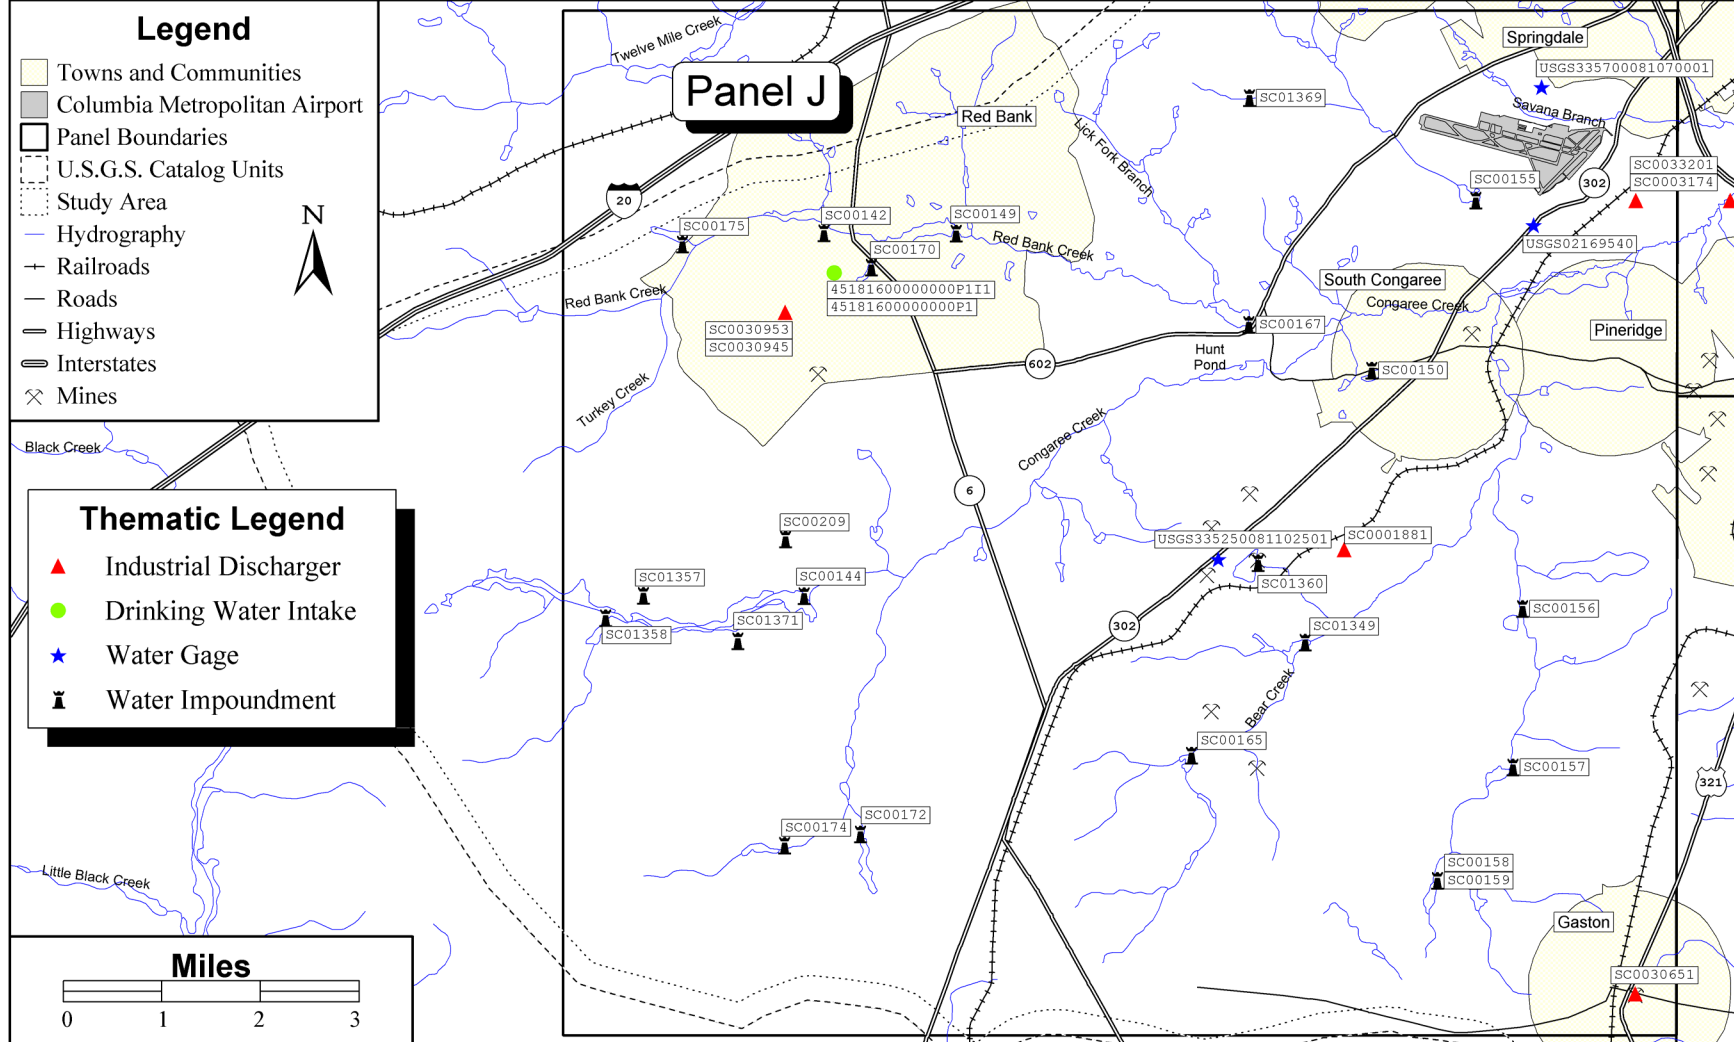 Legend
Towns and Communities
Columbia Metropolitan Airport
Panel Boundaries
U.S.G.S. Catalog Units
Study Area
Hydrography
Railroads
Roads
Highways
Interstates
Mines
N
Panel J
Twelve Mile Creek
20
Red Bank
Lick Fork Branch
SC01369
Springdale
USGS335700081070001
Savana Branch
SC0033201
SC0003174
SC00155
302
USGS02169540
SC00175
SC00142
SC00149
SC00170
Red Bank Creek
Red Bank Creek
45181600000000P1I1
45181600000000P1
SC0030953
SC0030945
South Congaree
Congaree Creek
Pineridge
SC00167
Hunt
Pond
602
SC00150
Turkey Creek
Congaree Creek
Black Creek
6
Thematic Legend
Industrial Discharger
Drinking Water Intake
Water Gage
Water Impoundment
SC00209
SC01357
SC00144
SC01358
SC01371
USGS335250081102501
SC0001881
SC01360
302
SC01349
SC00156
Bear Creek
SC00165
SC00157
321
SC00174
SC00172
SC00158
SC00159
Little Black Creek
Gaston
SC0030651
Miles
0 1 2 3